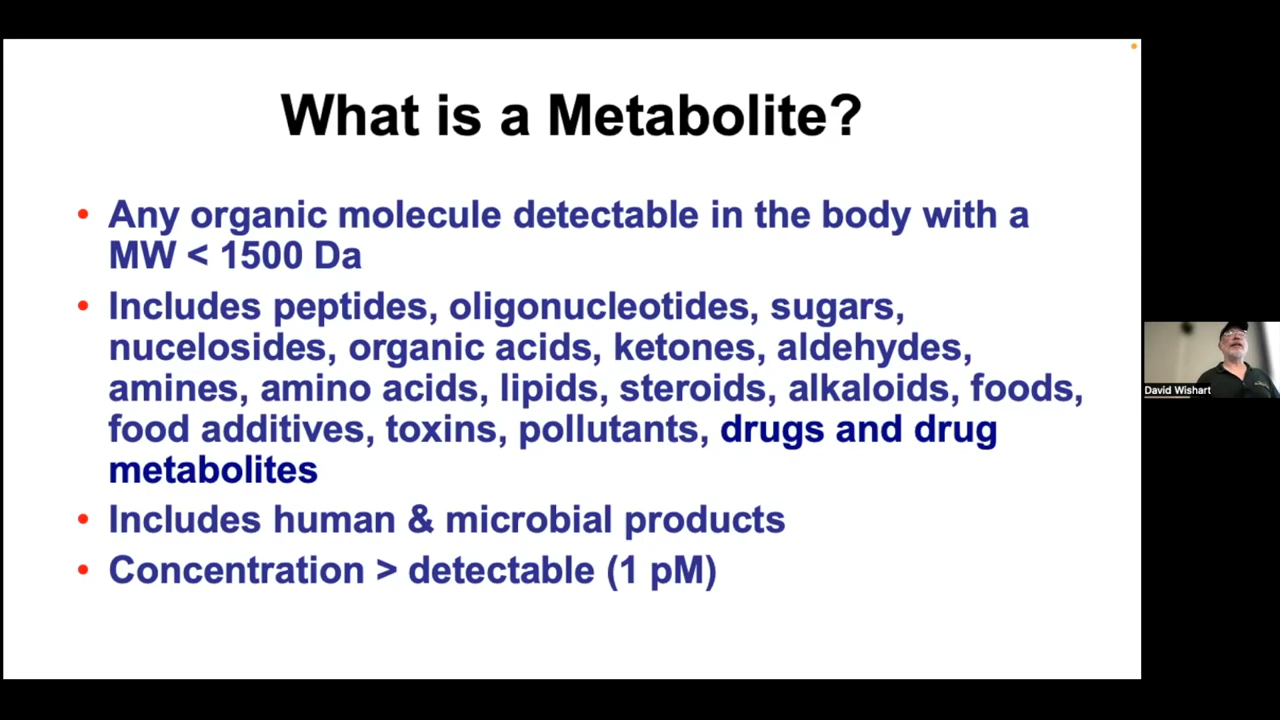 What is a Metabolite?
• Any organic molecule detectable in the body with a
MW < 1500 Da
• Includes peptides, oligonucleotides, sugars,
nucelosides, organic acids, ketones, aldehydes,
amines, amino acids, lipids, steroids, alkaloids, foods,
food additives, toxins, pollutants, drugs and drug
metabolites
• Includes human & microbial products
• Concentration > detectable (1 pM)
David Wishart